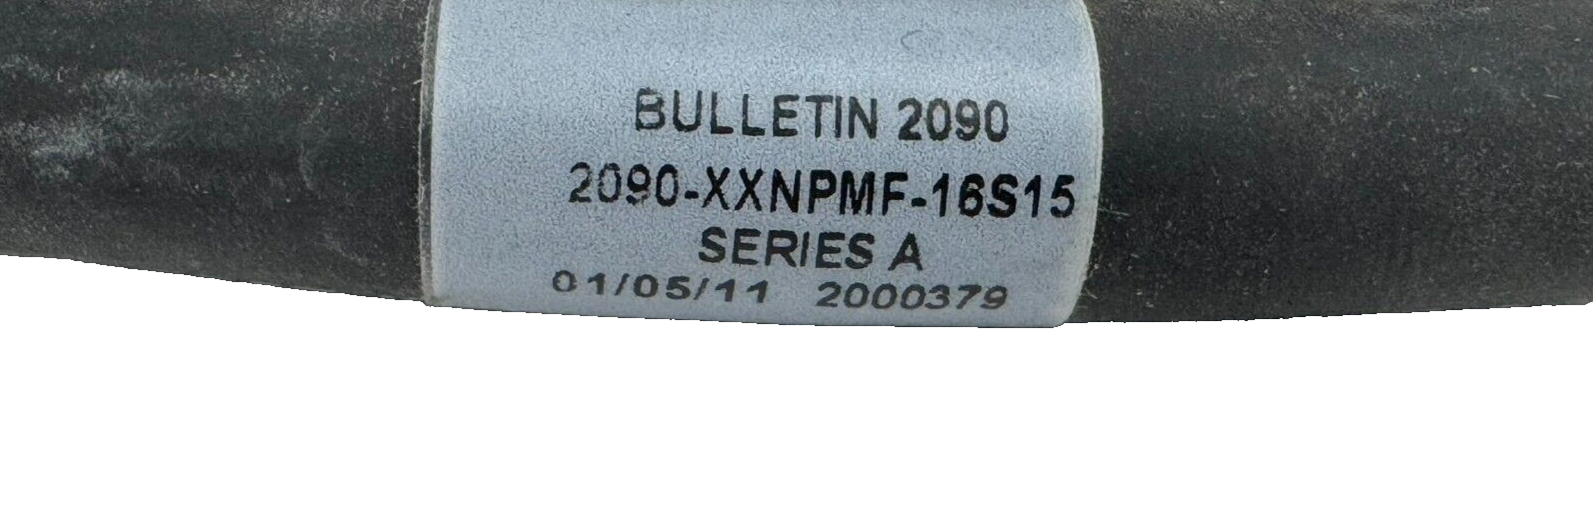 BULLETIN 2090
2090-XXNPMF-16S15
SERIES A
01/05/11 2000379